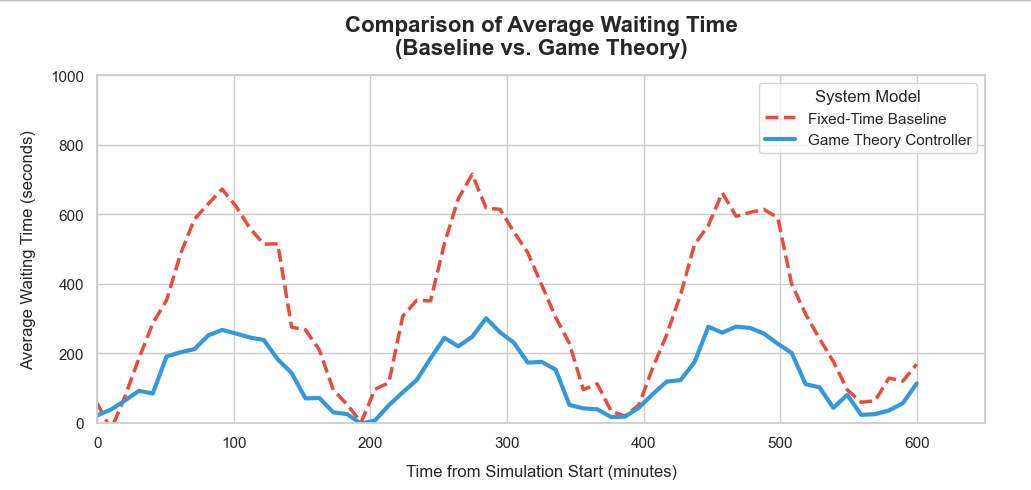 Comparison of Average Waiting Time
(Baseline vs. Game Theory)
System Model
Fixed-Time Baseline
Game Theory Controller
Average Waiting Time (seconds)
1000
800
600
400
200
0
0 100 200 300 400 500 600
Time from Simulation Start (minutes)